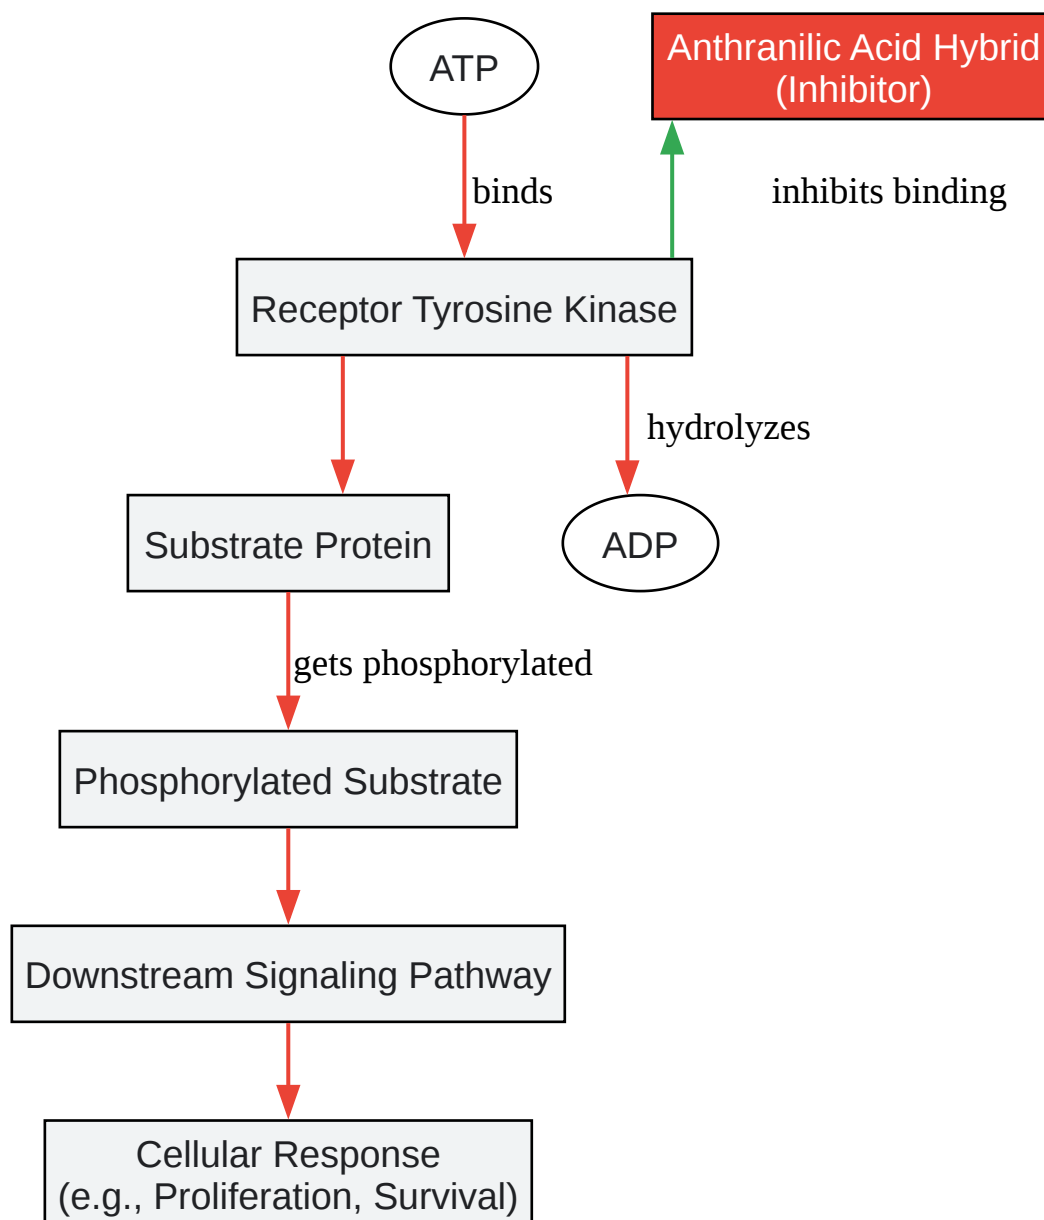 ATP
Anthranilic Acid Hybrid
(Inhibitor)
binds
inhibits binding
Receptor Tyrosine Kinase
hydrolyzes
Substrate Protein
ADP
gets phosphorylated
Phosphorylated Substrate
Downstream Signaling Pathway
Cellular Response
(e.g., Proliferation, Survival)